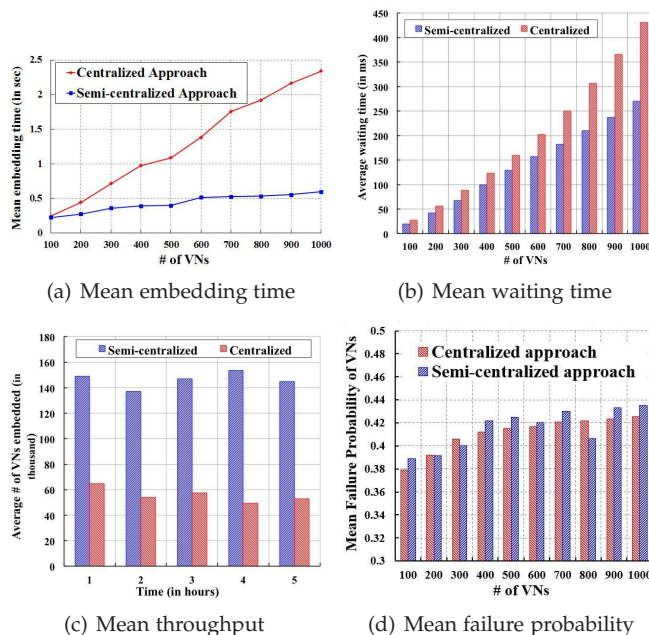 Centralized Approach
Semi-centralized Approach
Mean embedding time (in sec)
2.5
2
1.5
1
0.5
0
100 200 300 400 500 600 700 800 900 1000
# of VNs
(a) Mean embedding time
Semi-centralized Centralized
Average waiting time (in ms)
450
400
350
300
250
200
150
100
50
0
100 200 300 400 500 600 700 800 900 1000
# of VNs
(b) Mean waiting time
Semi-centralized Centralized
Average # of VNs embedded (in
thousand)
180
160
140
120
100
80
60
40
20
0
1 2 3 4 5
Time (in hours)
(c) Mean throughput
Centralized approach
Semi-centralized approach
Mean Failure Probability of VNs
0.5
0.48
0.44
0.42
0.38
0.36
0.32
0.3
100 200 300 400 500 600 700 800 900 1000
# of VNs
(d) Mean failure probability